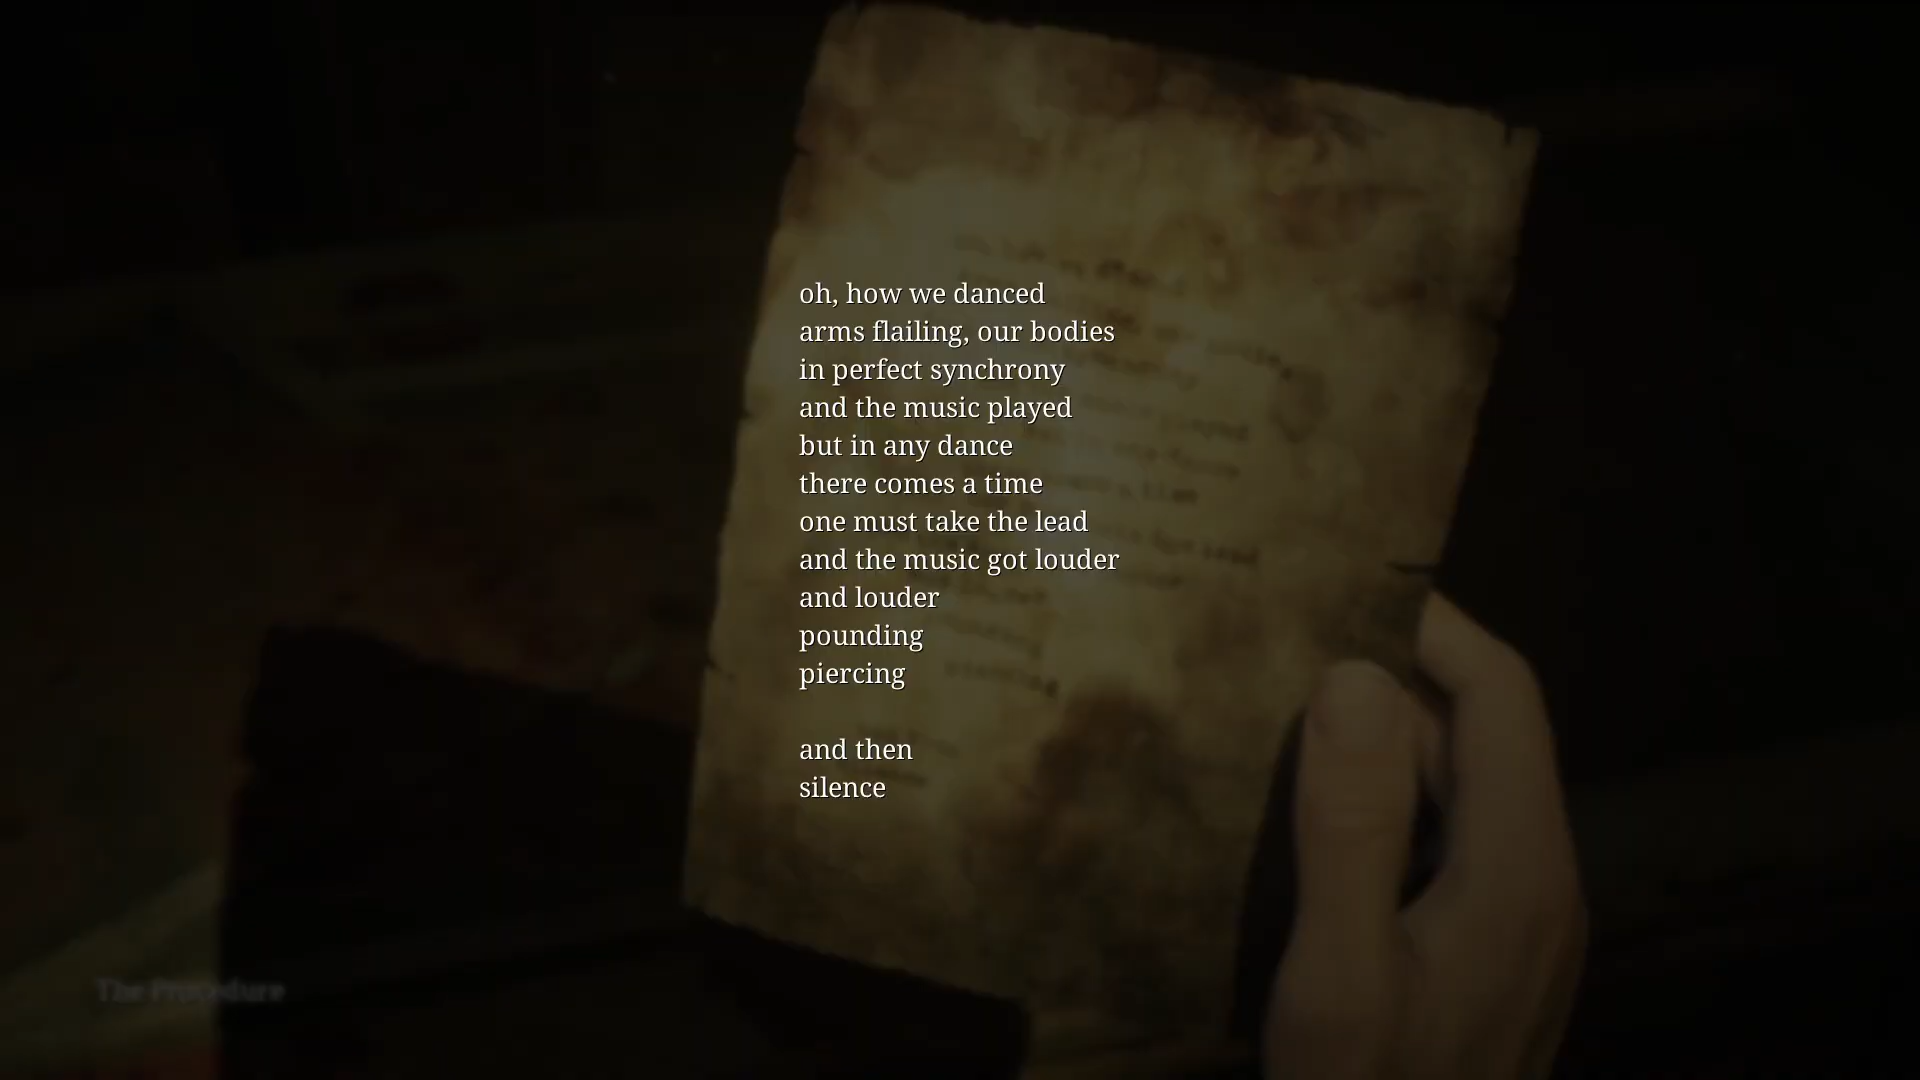 oh, how we danced
arms flailing, our bodies
in perfect synchrony
and the music played
but in any dance
there comes a time
one must take the lead
and the music got louder
and louder
pounding
piercing

and then
silence
The Procedure